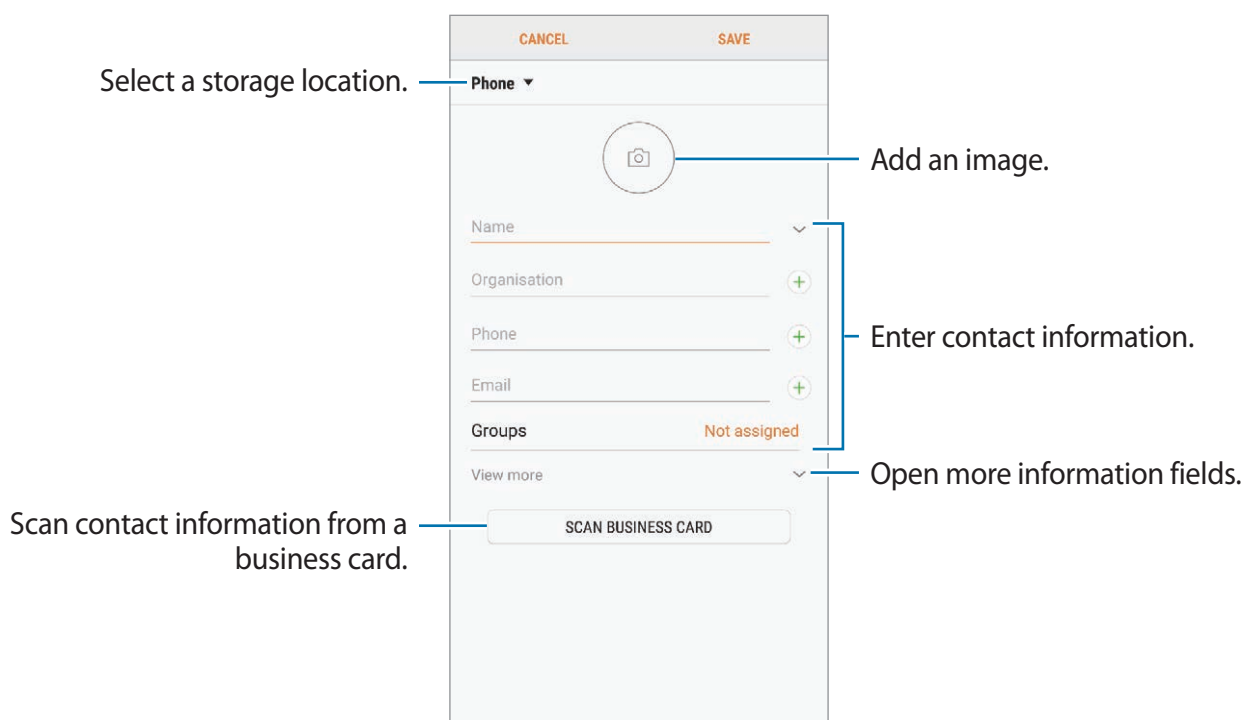 CANCEL SAVE
Select a storage location.
Phone
Add an image.
Name
Organisation
Phone
Enter contact information.
Email
Groups Not assigned
View more
Open more information fields.
Scan contact information from a
business card.
SCAN BUSINESS CARD